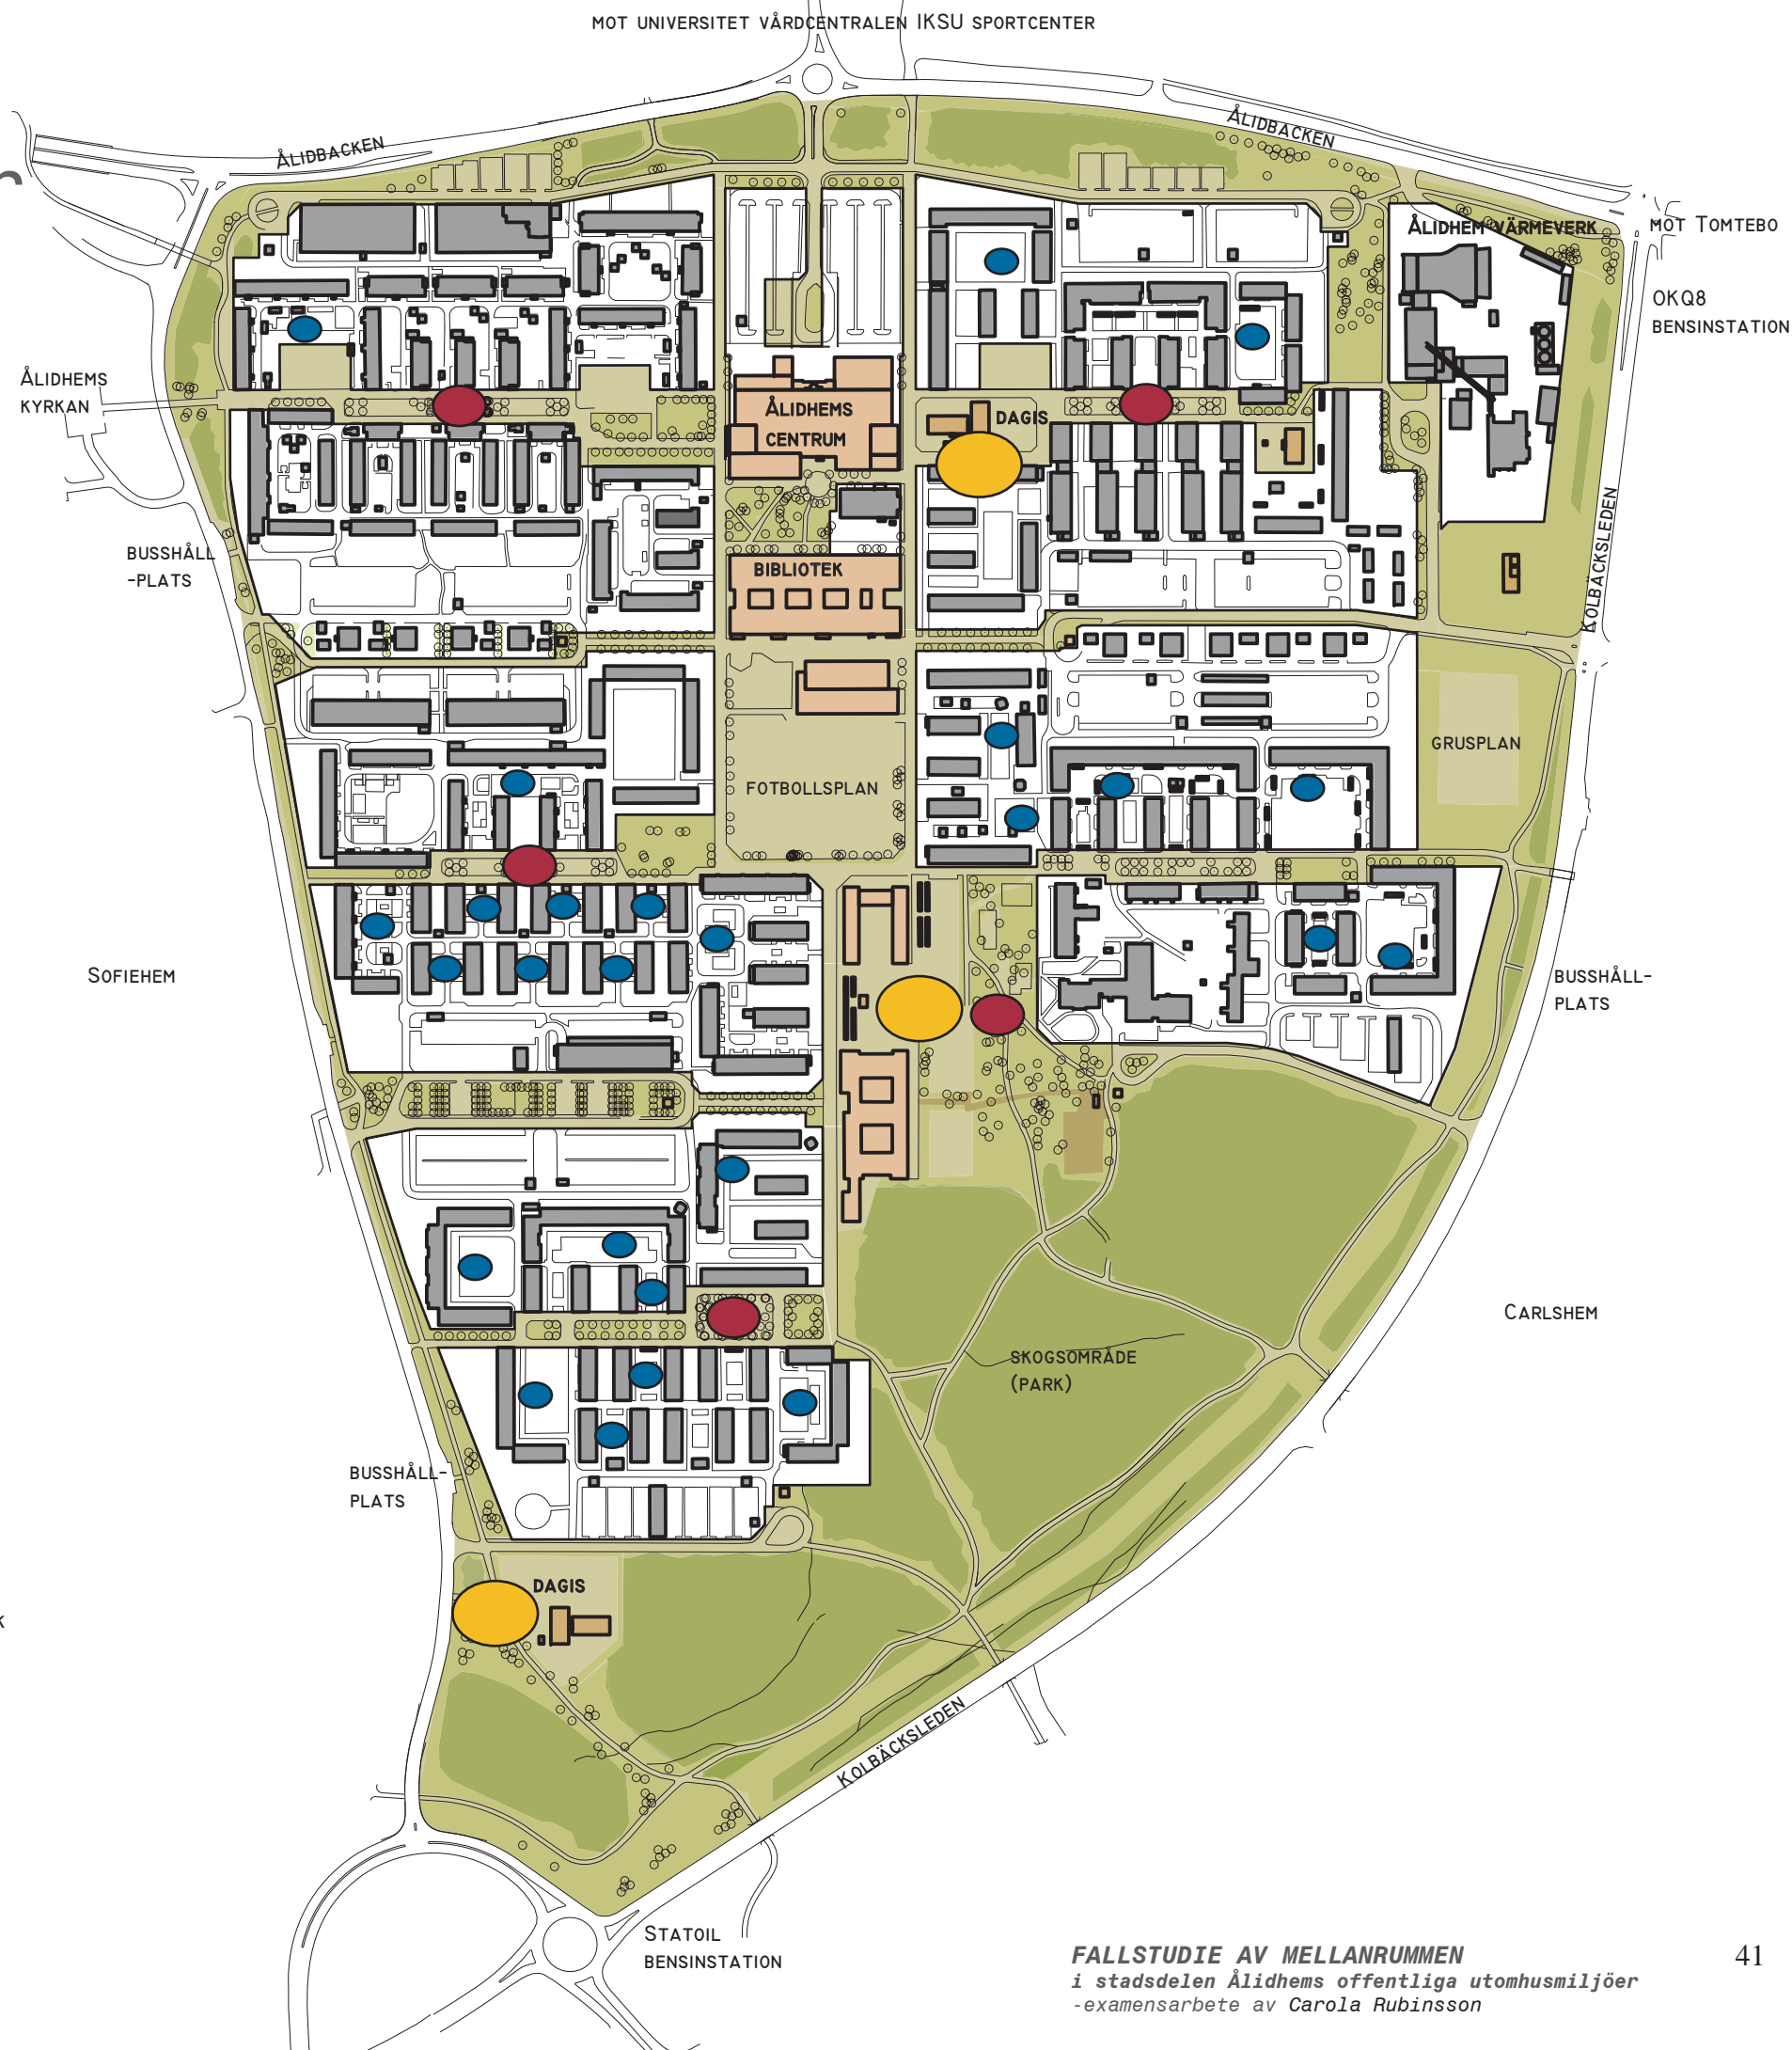 MOT UNIVERSITET VÅRDCENTRALEN IKSU SPORTCENTER
ÅLIDBACKEN
ÅLIDBACKEN
ÅLIDHEM VÄRMEVERK
MOT TOMTEBO
OKQ8
BENSINSTATION
ÅLIDHEMS
KYRKAN
ÅLIDHEMS
CENTRUM
DAGIS
BUSSHÅLL
-PLATS
BIBLIOTEK
KOLBÄCKSLEDEN
GRUSPLAN
FOTBOLLSPLAN
SOFIEHEM
BUSSHÅLL-
PLATS
CARLSHEM
SKOGSOMRÅDE
(PARK)
BUSSHÅLL-
PLATS
DAGIS
K
KOLBÄCKSLEDEN
STATOIL
BENSINSTATION
FALLSTUDIE AV MELLANRUMMEN
i stadsdelen Ålidhems offentliga utomhusmiljöer
-examensarbete av Carola Rubinsson
41